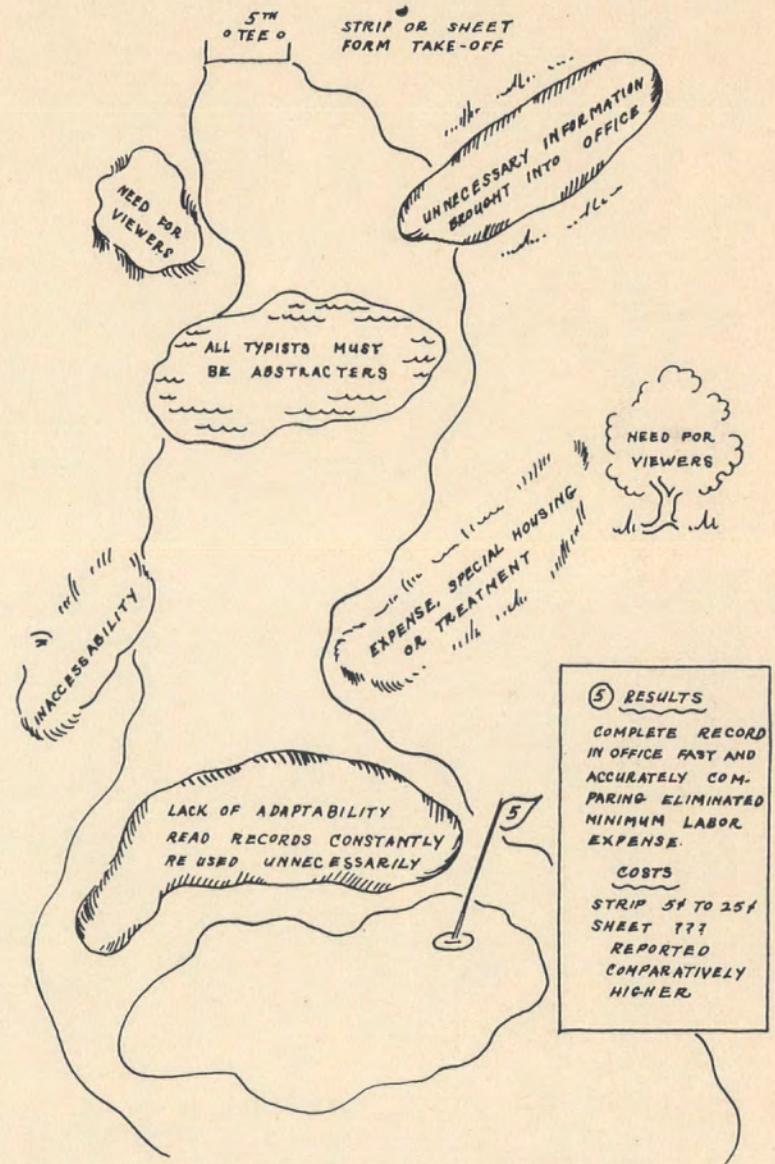 5TH
TEE
STRIP OR SHEET
FORM TAKE-OFF
UNNECESSARY INFORMATION
BROUGHT INTO OFFICE
NEED FOR
VIEWERS
ALL TYPISTS MUST
BE ABSTRACTERS
NEED FOR
VIEWERS
EXPENSE, SPECIAL HOUSING
OR TREATMENT
INACCESSABILITY
LACK OF ADAPTABILITY
READ RECORDS CONSTANTLY
RE USED UNNECESSARILY
5
5 RESULTS
COMPLETE RECORD
IN OFFICE FAST AND
ACCURATELY COM-
PARING ELIMINATED
MINIMUM LABOR
EXPENSE.
COSTS
STRIP 5¢ TO 25¢
SHEET ???
REPORTED
COMPARATIVELY
HIGHER